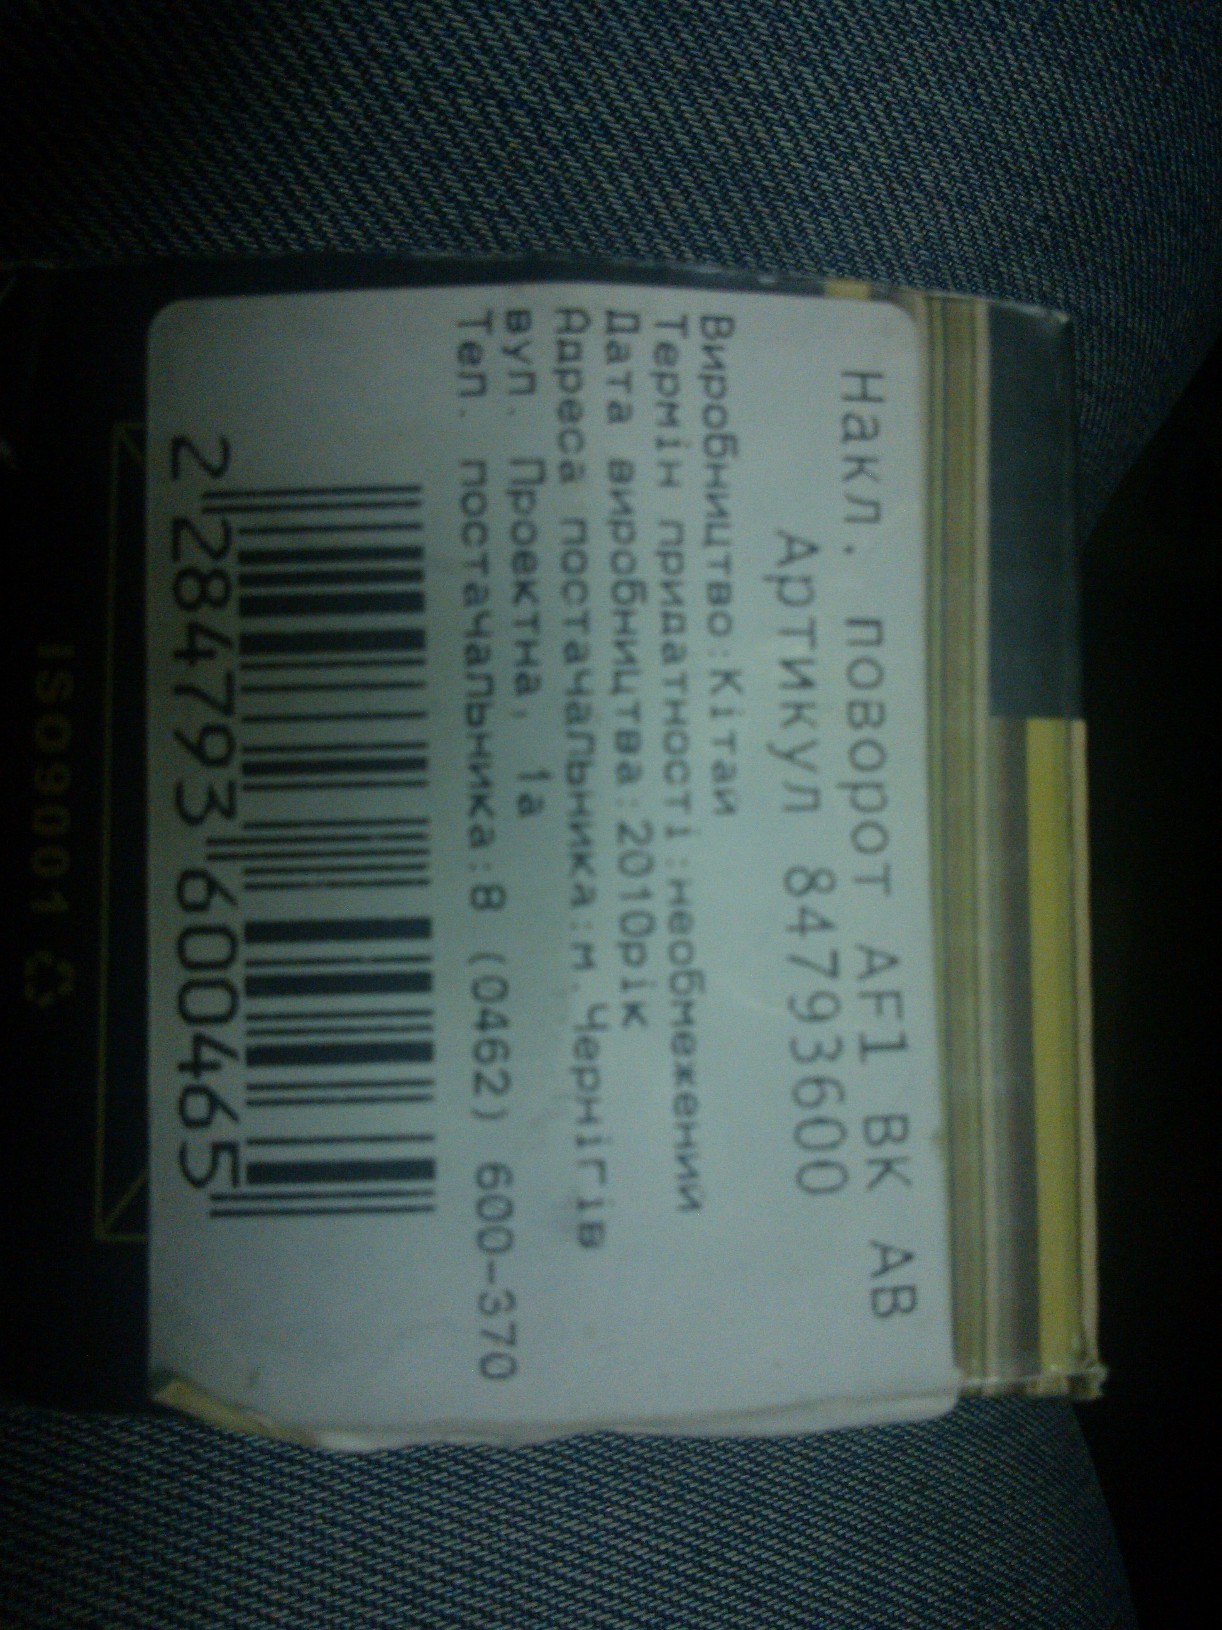 Накл. поворот AF1 BK AB
Артикул 84793600
Виробництво:Китай
Термін придатності:необмежений
Дата виробництва:2010рік
Адреса постачальника:м.Чернігів
вул. Проектна, 1а
Тел. постачальника:8 (0462) 600-370
2 284793 600465
ISO9001